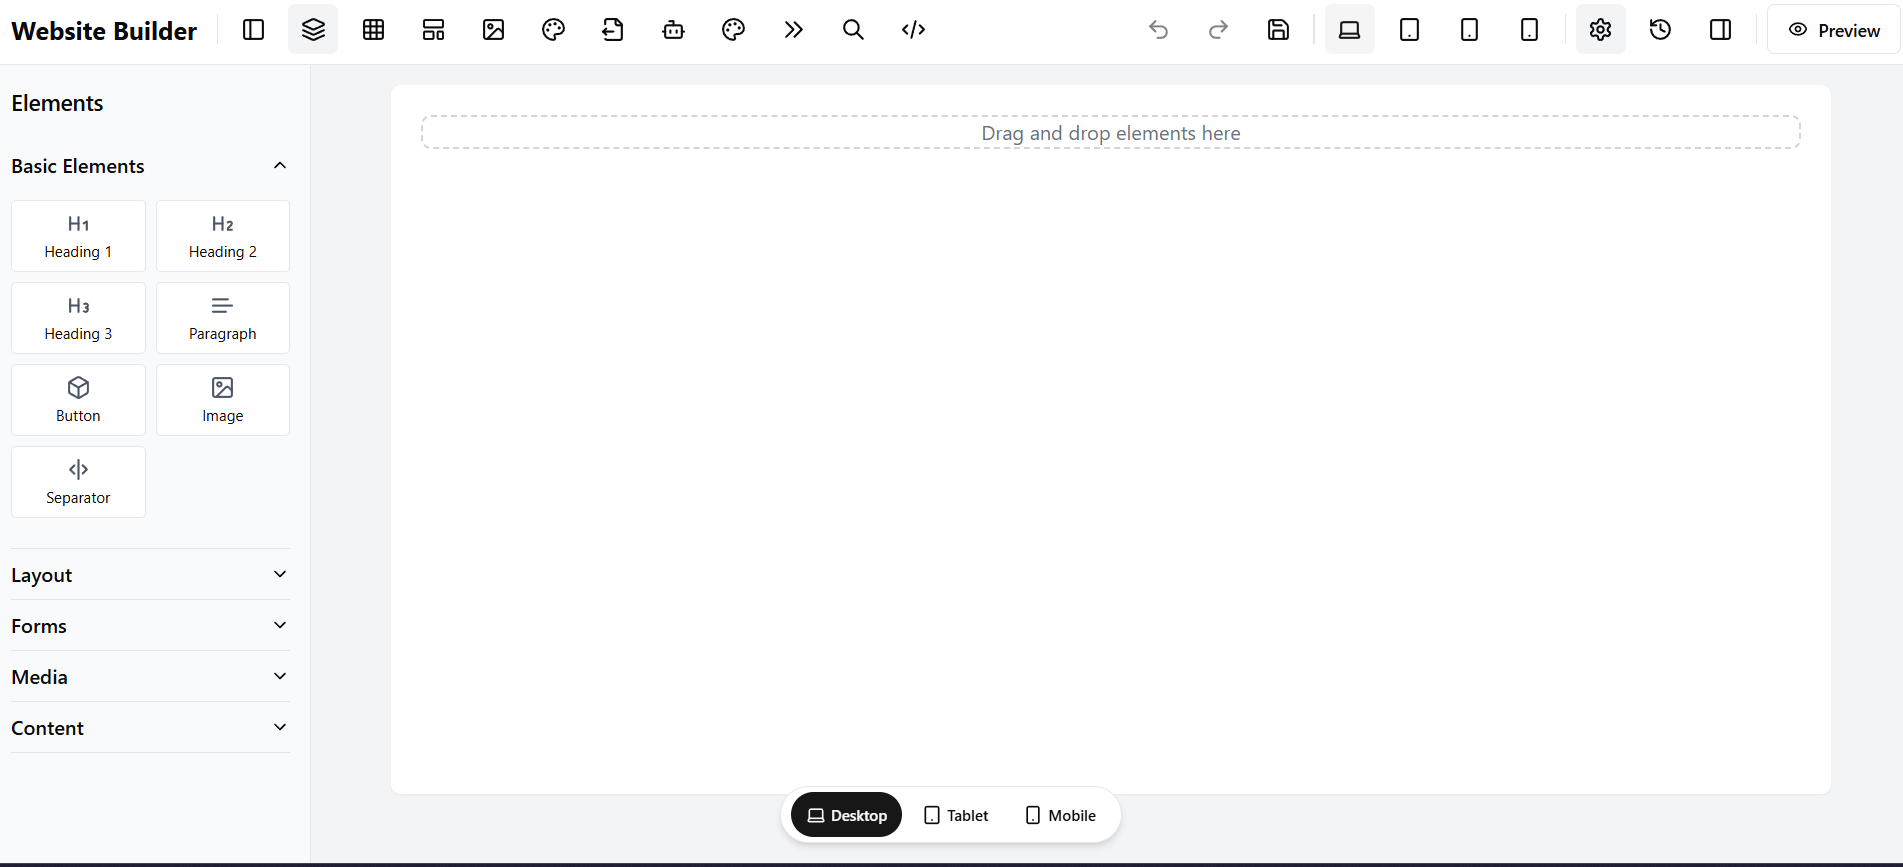 Website Builder
Preview
Elements
Basic Elements
H1
Heading 1
H2
Heading 2
H3
Heading 3
Paragraph
Button
Image
Separator
Layout
Forms
Media
Content
Drag and drop elements here
Desktop
Tablet
Mobile